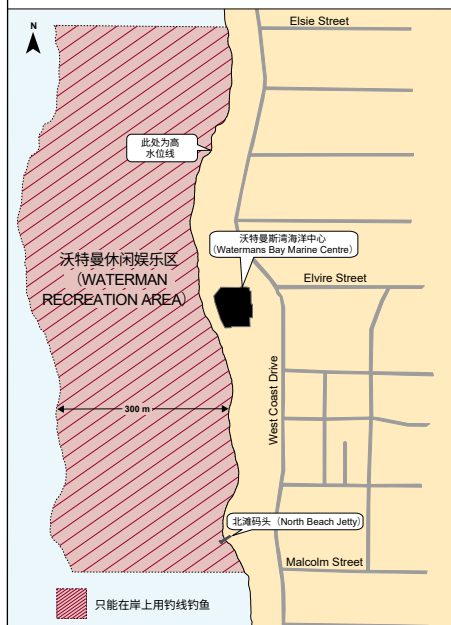 Elsie Street
N
此处为高
水位线
沃特曼斯湾海洋中心
（Watermans Bay Marine Centre）
沃特曼休闲娱乐区
（WATERMAN
RECREATION AREA）
Elvire Street
West Coast Drive
300 m
北滩码头（North Beach Jetty）
Malcolm Street
只能在岸上用钓线钓鱼